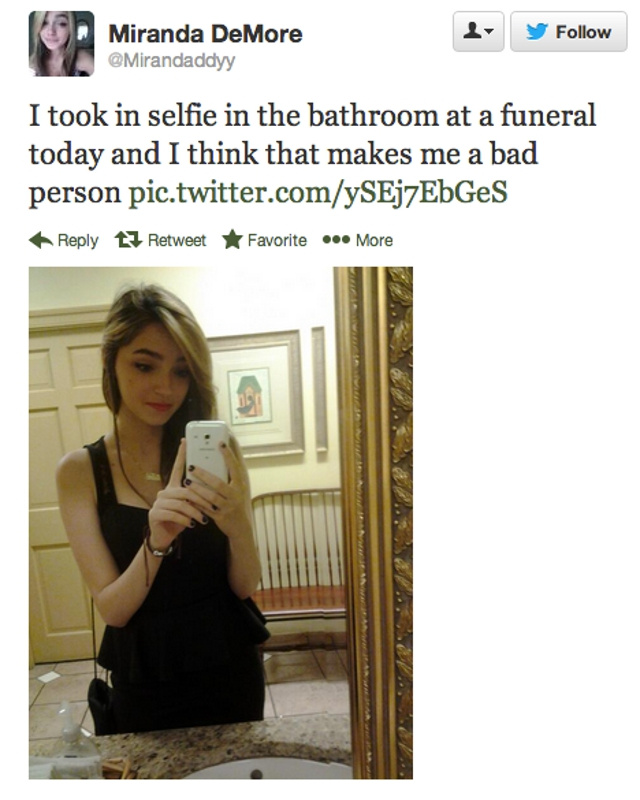 Miranda DeMore
@Mirandaddyy
Follow
I took in selfie in the bathroom at a funeral
today and I think that makes me a bad
person pic.twitter.com/ySEj7EbGeS
Reply Retweet Favorite More